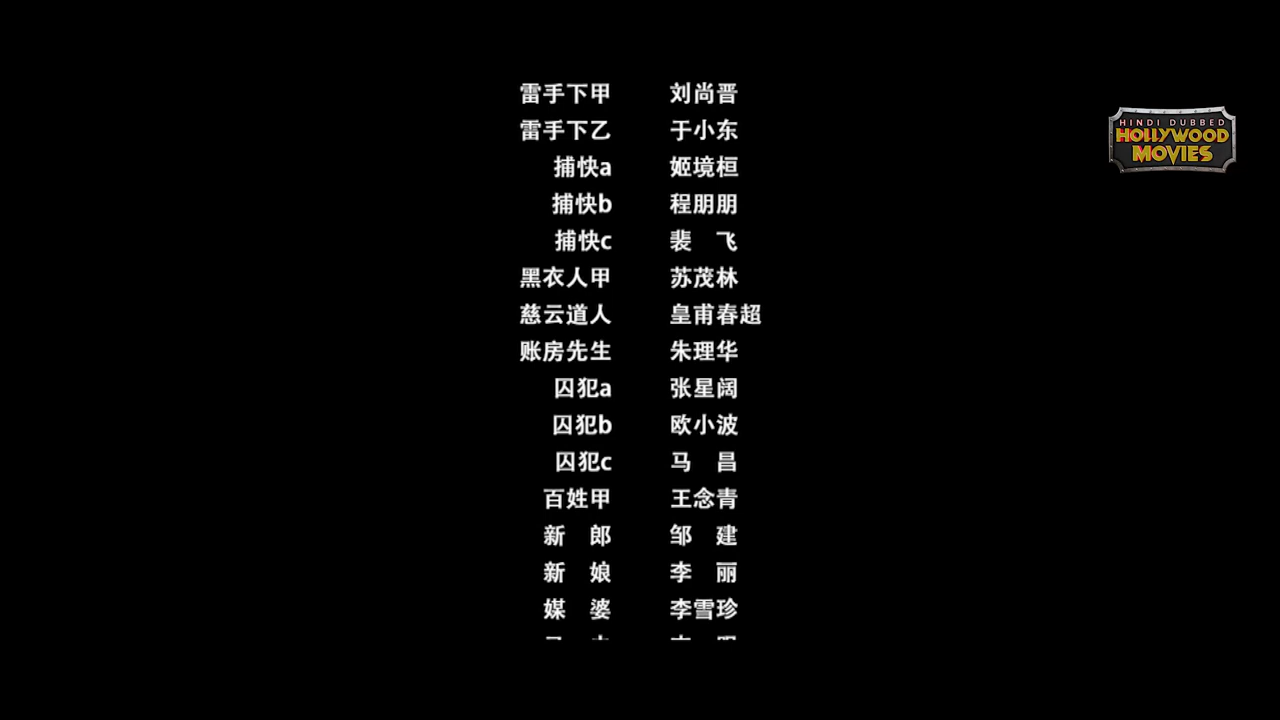 雷手下甲 刘尚晋
雷手下乙 于小东
捕快a 姬境桓
捕快b 程朋朋
捕快c 裴 飞
黑衣人甲 苏茂林
慈云道人 皇甫春超
账房先生 朱理华
囚犯a 张星阔
囚犯b 欧小波
囚犯c 马 昌
百姓甲 王念青
新 郎 邹 建
新 娘 李 丽
媒 婆 李雪珍
HINDI DUBBED
HOLLYWOOD
MOVIES